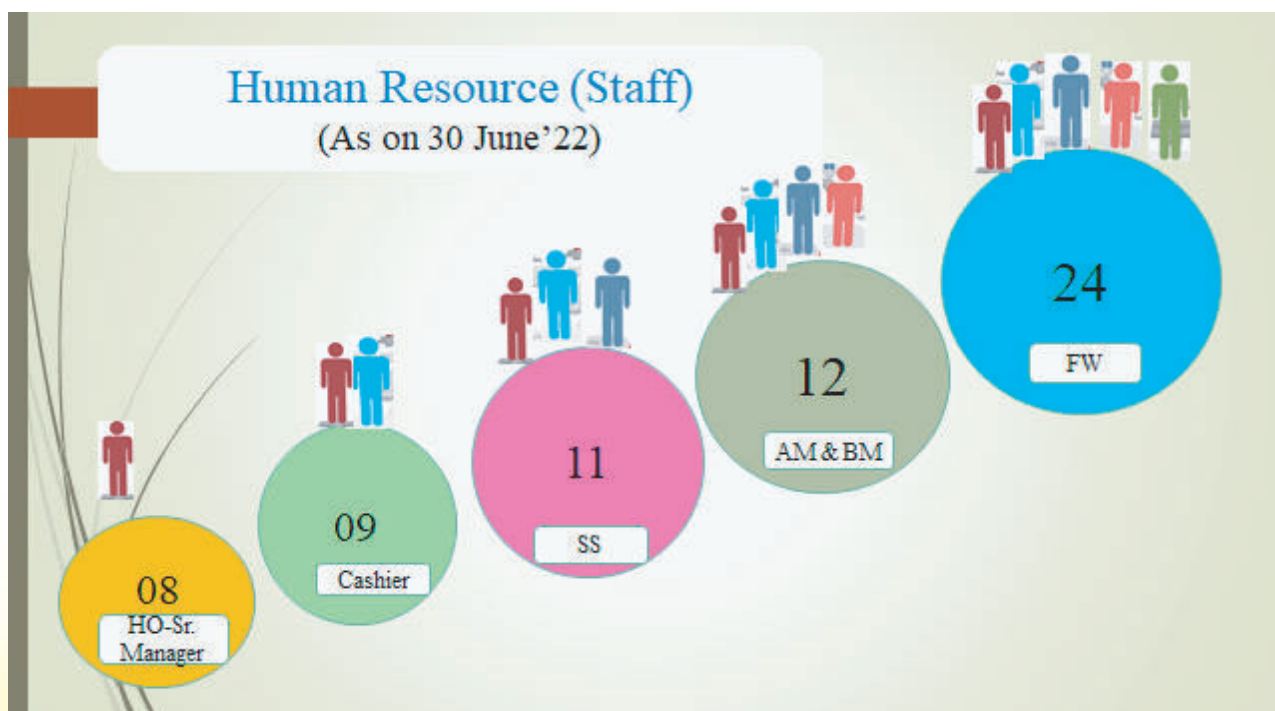 Human Resource (Staff)
(As on 30 June’22)
08
HO-Sr.
Manager
09
Cashier
11
SS
12
AM & BM
24
FW